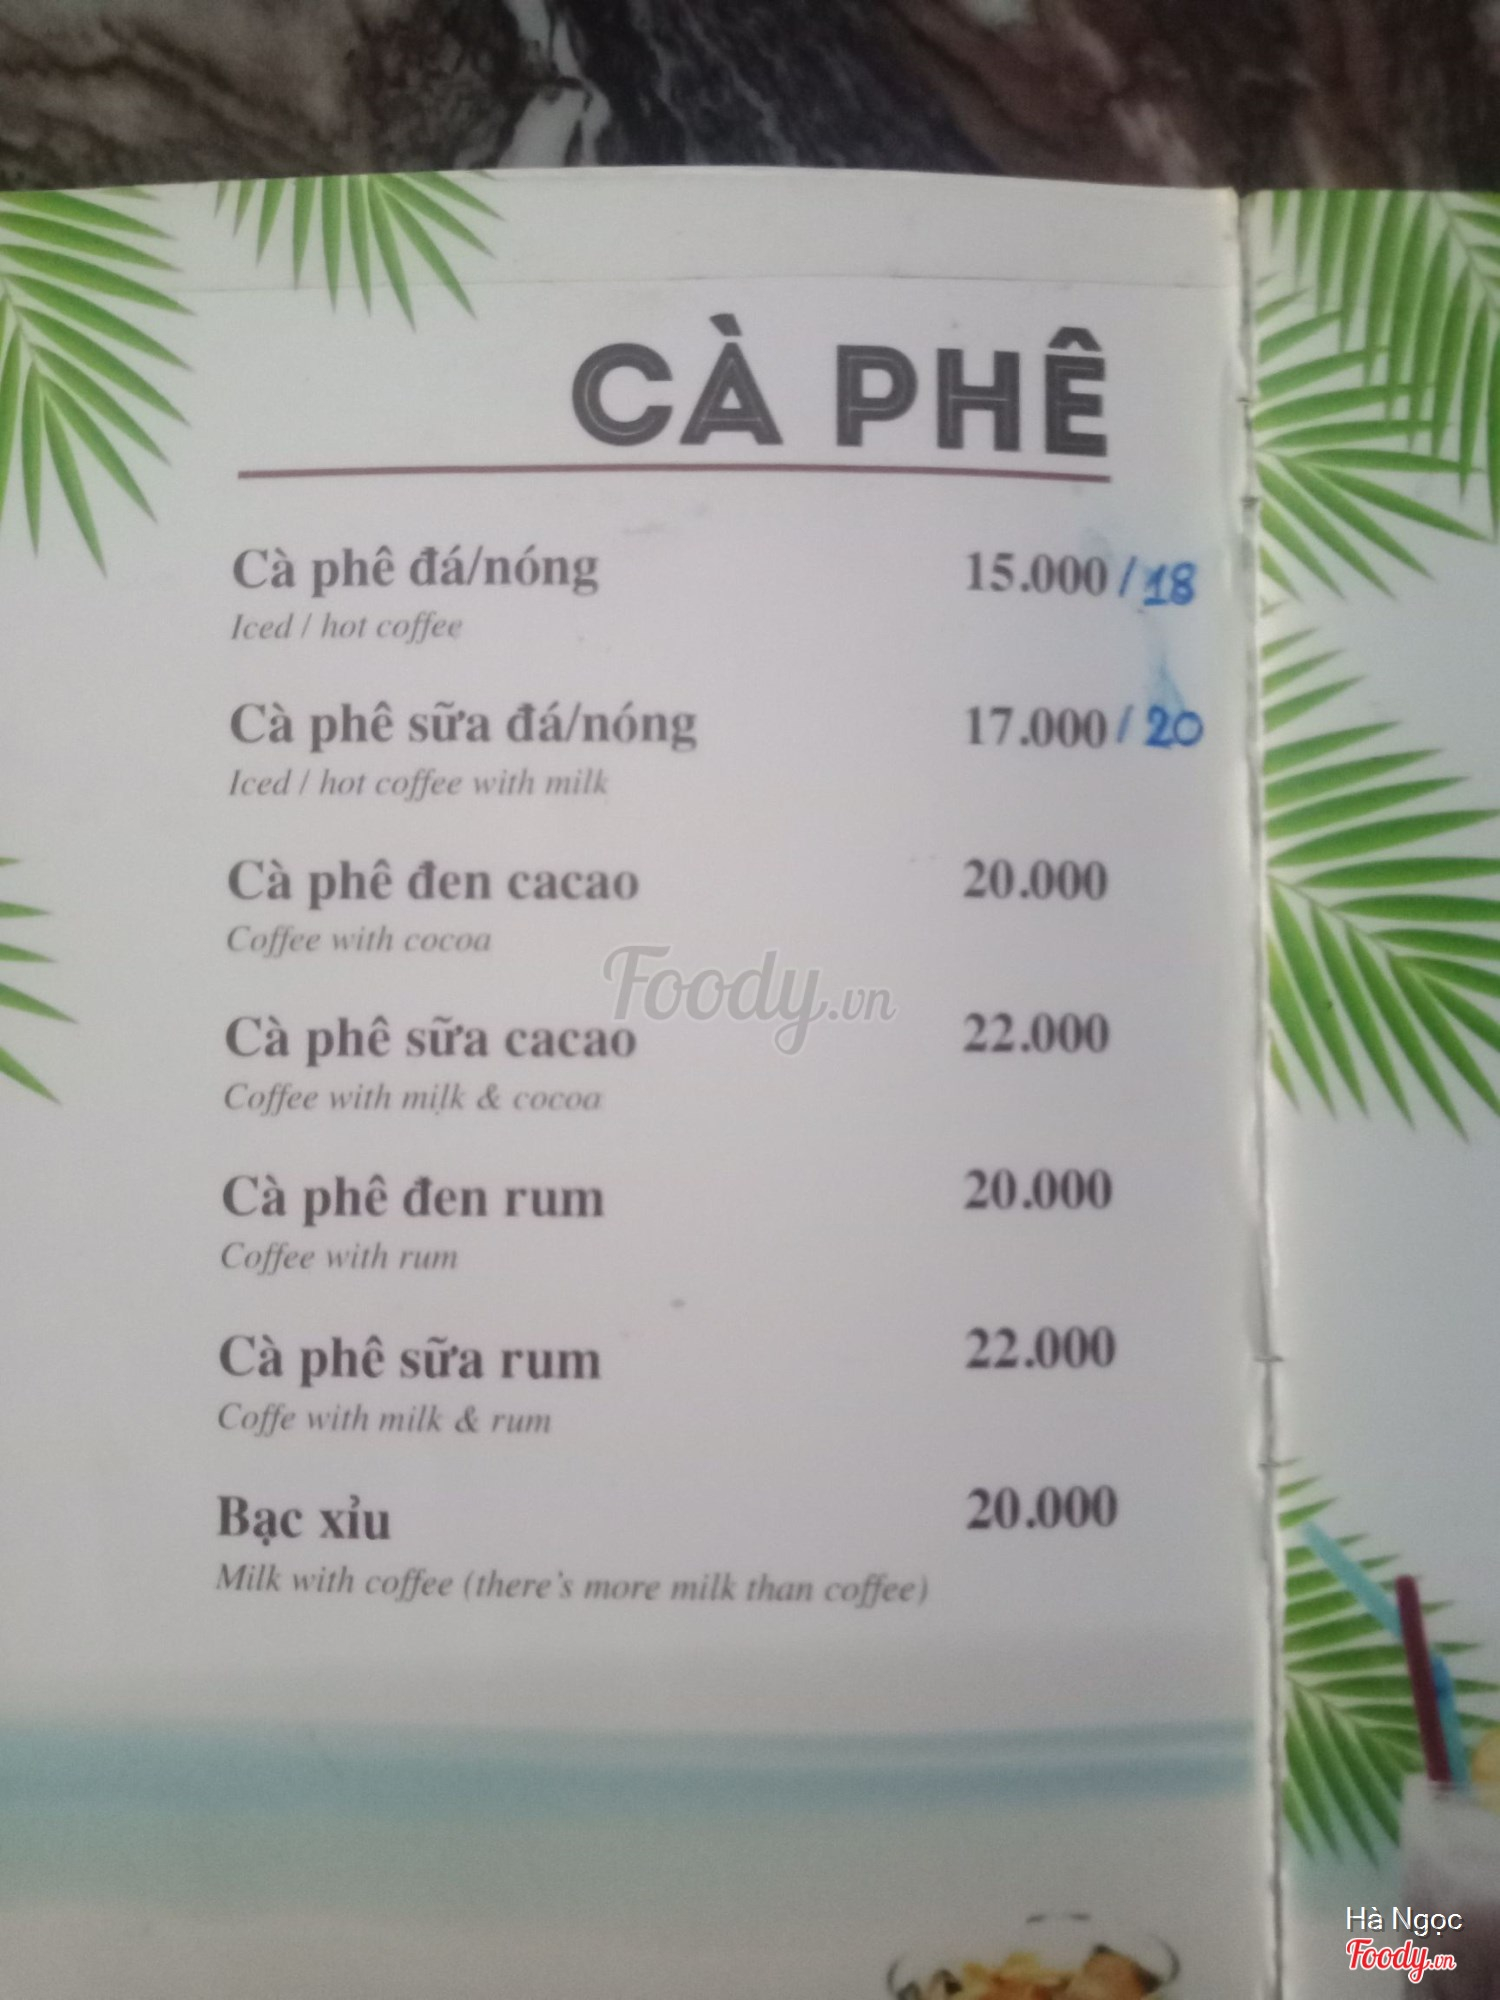 CÀ PHÊ
Cà phê đá/nóng 15.000 / 18
Iced / hot coffee
Cà phê sữa đá/nóng 17.000 / 20
Iced / hot coffee with milk
Cà phê đen cacao 20.000
Coffee with cocoa
Foody.vn
Cà phê sữa cacao 22.000
Coffee with milk & cocoa
Cà phê đen rum 20.000
Coffee with rum
Cà phê sữa rum 22.000
Coffe with milk & rum
Bạc xỉu 20.000
Milk with coffee (there's more milk than coffee)
Hà Ngọc
Foody.vn